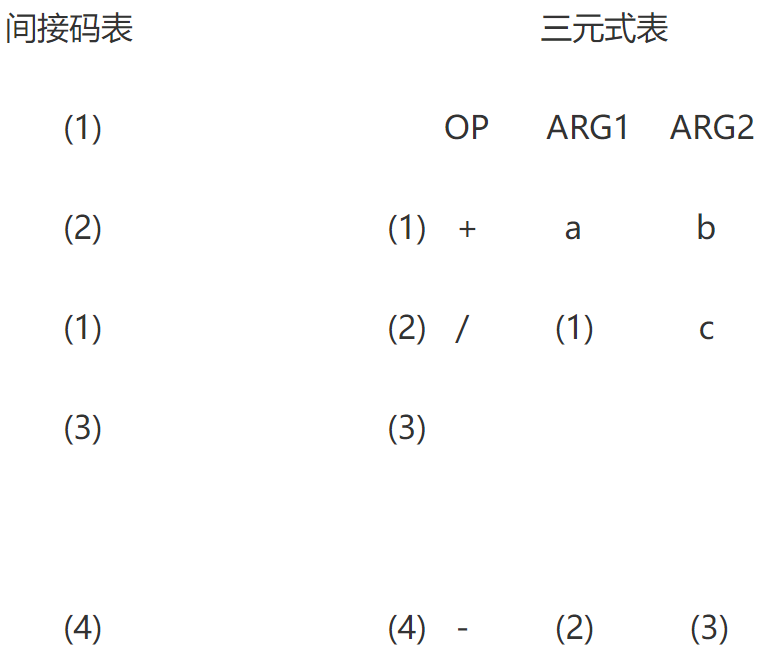 间接码表 三元式表
(1) OP ARG1 ARG2
(2) (1) + a b
(1) (2) / (1) c
(3) (3)
(4) (4) - (2) (3)